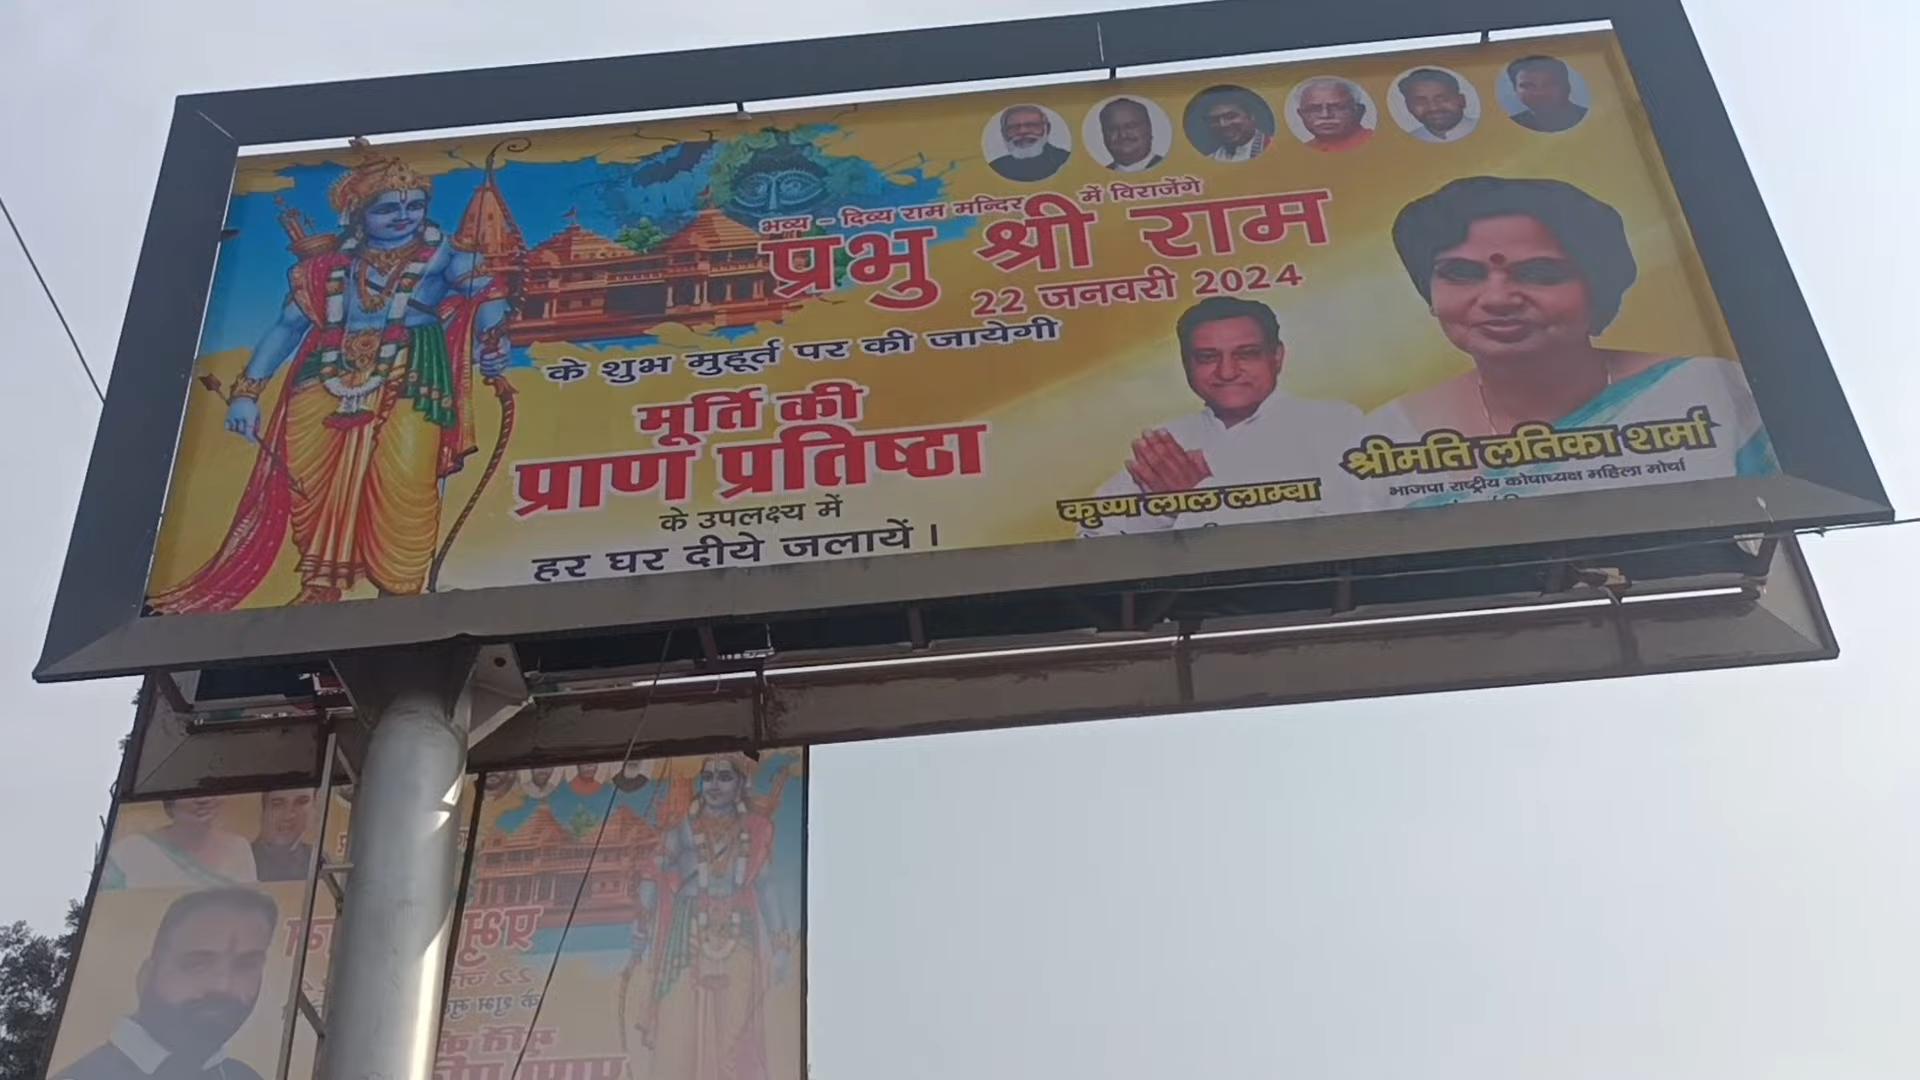 भव्य - दिव्य राम मन्दिर में विराजेंगे
प्रभु श्री राम
22 जनवरी 2024
के शुभ मुहूर्त पर की जायेगी
मूर्ति की
प्राण प्रतिष्ठा
के उपलक्ष्य में
हर घर दीये जलायें ।
कृष्ण लाल लाम्बा
श्रीमति लतिका शर्मा
भाजपा राष्ट्रीय कोषाध्यक्ष महिला मोर्चा